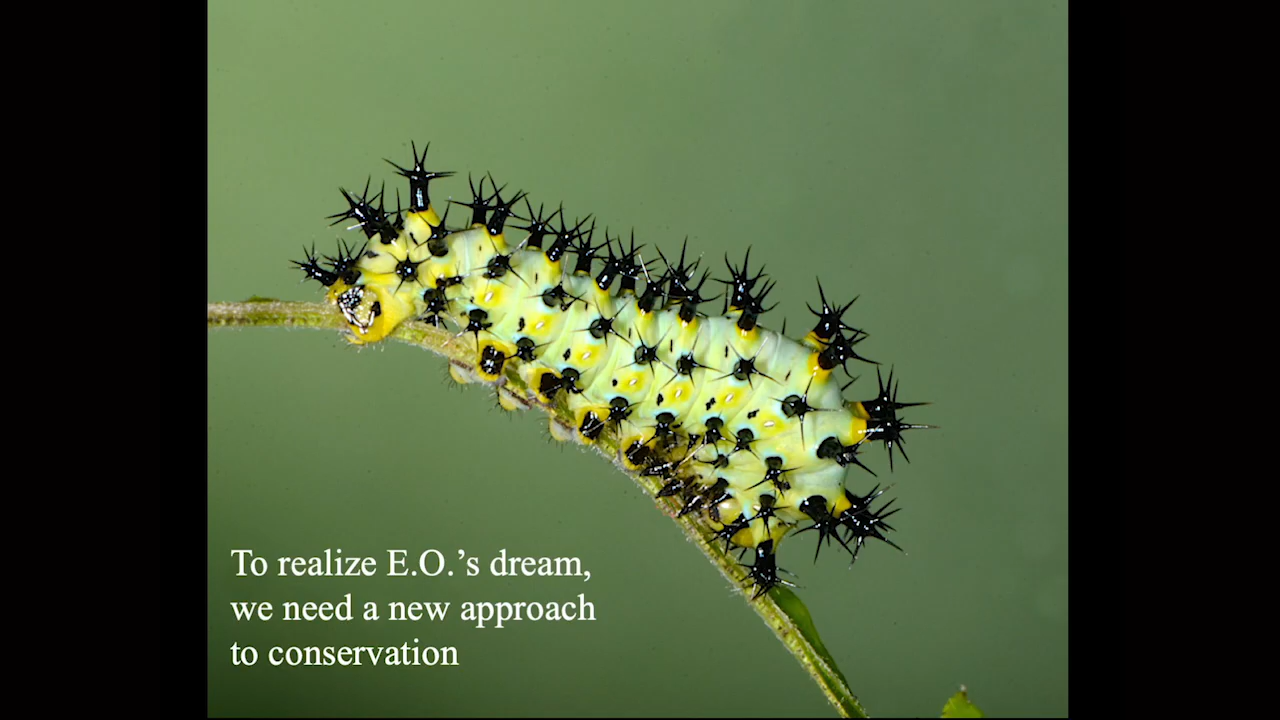 To realize E.O.’s dream,
we need a new approach
to conservation